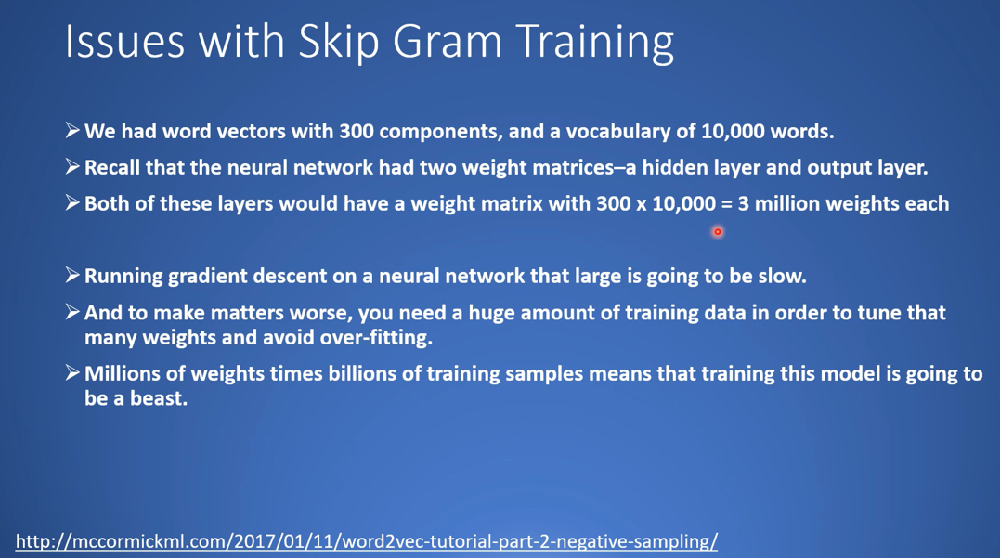 Issues with Skip Gram Training
We had word vectors with 300 components, and a vocabulary of 10,000 words.
Recall that the neural network had two weight matrices–a hidden layer and output layer.
Both of these layers would have a weight matrix with 300 x 10,000 = 3 million weights each
Running gradient descent on a neural network that large is going to be slow.
And to make matters worse, you need a huge amount of training data in order to tune that
many weights and avoid over-fitting.
Millions of weights times billions of training samples means that training this model is going to
be a beast.
http://mccormickml.com/2017/01/11/word2vec-tutorial-part-2-negative-sampling/